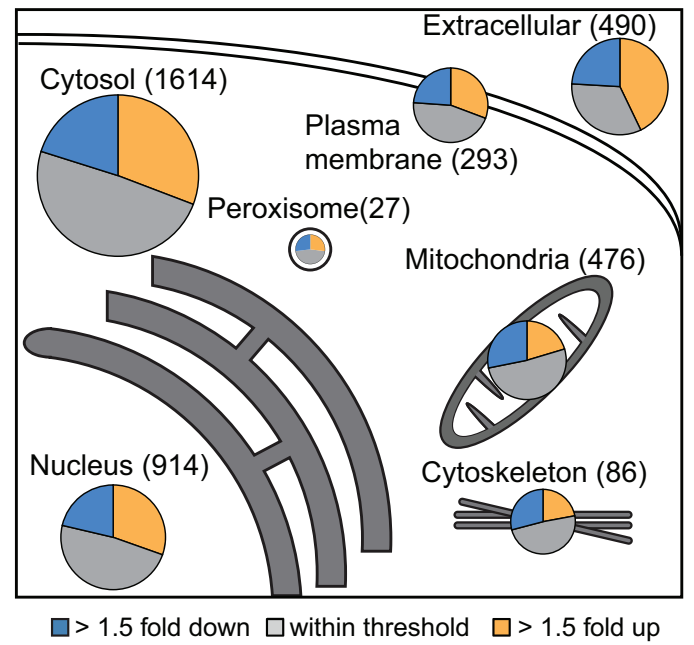 Extracellular (490)
Cytosol (1614)
Plasma
membrane (293)
Peroxisome(27)
Mitochondria (476)
Nucleus (914)
Cytoskeleton (86)
> 1.5 fold down within threshold > 1.5 fold up